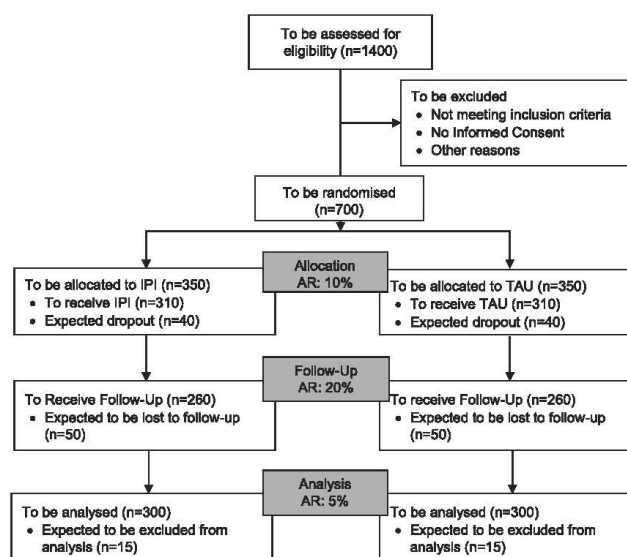 To be assessed for
eligibility (n=1400)
To be excluded
• Not meeting inclusion criteria
• No Informed Consent
• Other reasons
To be randomised
(n=700)
Allocation
AR: 10%
To be allocated to IPI (n=350)
• To receive IPI (n=310)
• Expected dropout (n=40)
To be allocated to TAU (n=350)
• To receive TAU (n=310)
• Expected dropout (n=40)
Follow-Up
AR: 20%
To Receive Follow-Up (n=260)
• Expected to be lost to follow-up
(n=50)
To receive Follow-Up (n=260)
• Expected to be lost to follow-up
(n=50)
Analysis
AR: 5%
To be analysed (n=300)
• Expected to be excluded from
analysis (n=15)
To be analysed (n=300)
• Expected to be excluded from
analysis (n=15)